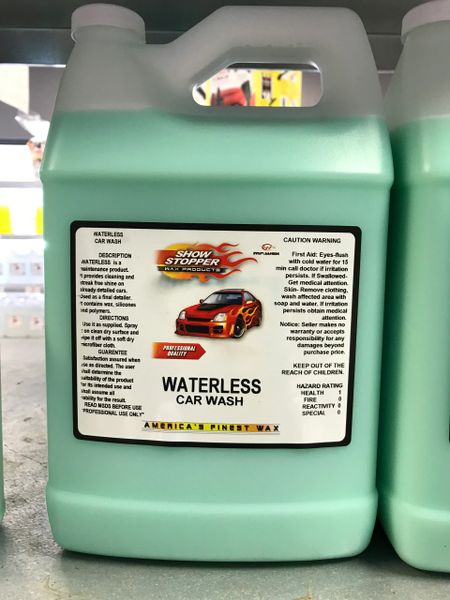 WATERLESS
CAR WASH
DESCRIPTION
WATERLESS is a
maintenance product.
provides cleaning and
streak free shine on
already detailed cars.
Used as a final detailer.
contains wax, silicones
and polymers.
DIRECTIONS
Use it as supplied. Spray
on clean dry surface and
wipe it off with a soft dry
microfiber cloth.
GUARENTEE
Satisfaction assured when
use as directed. The user
shall determine the
suitability of the product
for its intended use and
shall assume all
liability for the result.
READ MSDS BEFORE USE
"PROFESSIONAL USE ONLY"
SHOW
STOPPER
WAX PRODUCTS
PROFESSIONAL
QUALITY
WATERLESS
CAR WASH
AMERICA'S FINEST WAX
CAUTION WARNING
First Aid: Eyes-flush
with cold water for 15
min call doctor if irritation
persists. If Swallowed-
Get medical attention.
Skin- Remove clothing,
wash affected area with
soap and water. If irritation
persists obtain medical
attention.
Notice: Seller makes no
warranty or accepts
responsibility for any
damages beyond
purchase price.
KEEP OUT OF THE
REACH OF CHILDREN.
HAZARD RATING
HEALTH 1
FIRE 0
REACTIVITY 0
SPECIAL 0